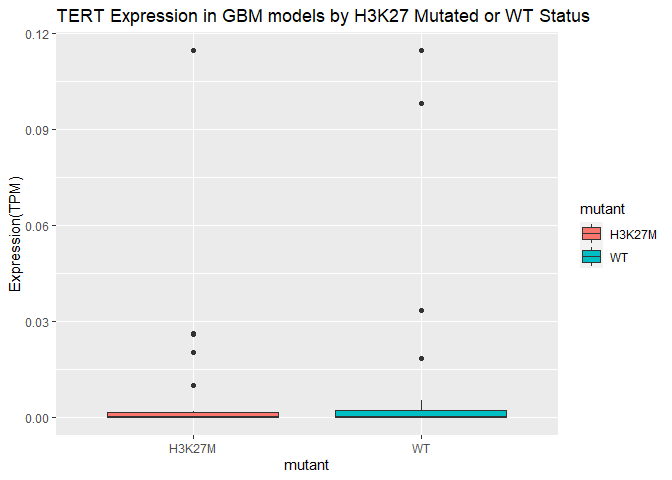 TERT Expression in GBM models by H3K27 Mutated or WT Status
0.12
0.09
0.06
0.03
0.00
Expression(TPM)
H3K27M
WT
mutant
mutant
H3K27M
WT